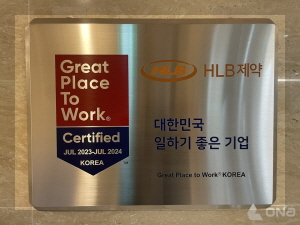 Great
Place
To
Work®
Certified
JUL 2023-JUL 2024
KOREA
HLB
HLB제약
대한민국
일하기 좋은 기업
Great Place to Work® KOREA
ONA